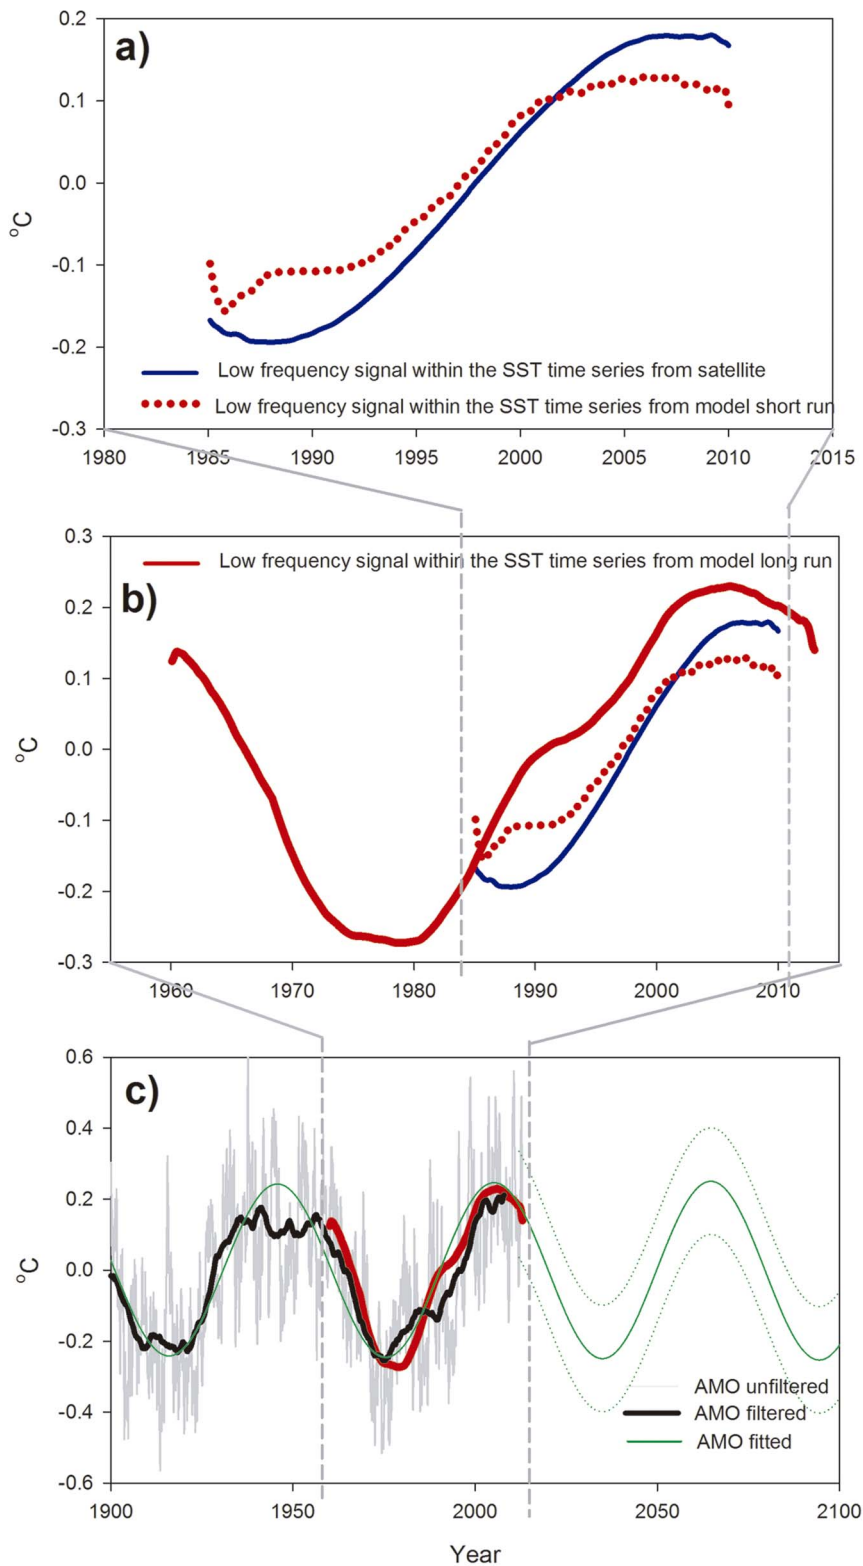 0.2
a)
0.1
0.0
°C
-0.1
-0.2
Low frequency signal within the SST time series from satellite
Low frequency signal within the SST time series from model short run
-0.3
1980 1985 1990 1995 2000 2005 2010 2015
0.3
Low frequency signal within the SST time series from model long run
b)
0.2
0.1
0.0
°C
-0.1
-0.2
-0.3
1960 1970 1980 1990 2000 2010
0.6
c)
0.4
0.2
0.0
°C
-0.2
AMO unfiltered
-0.4
AMO filtered
AMO fitted
-0.6
1900 1950 2000 2050 2100
Year